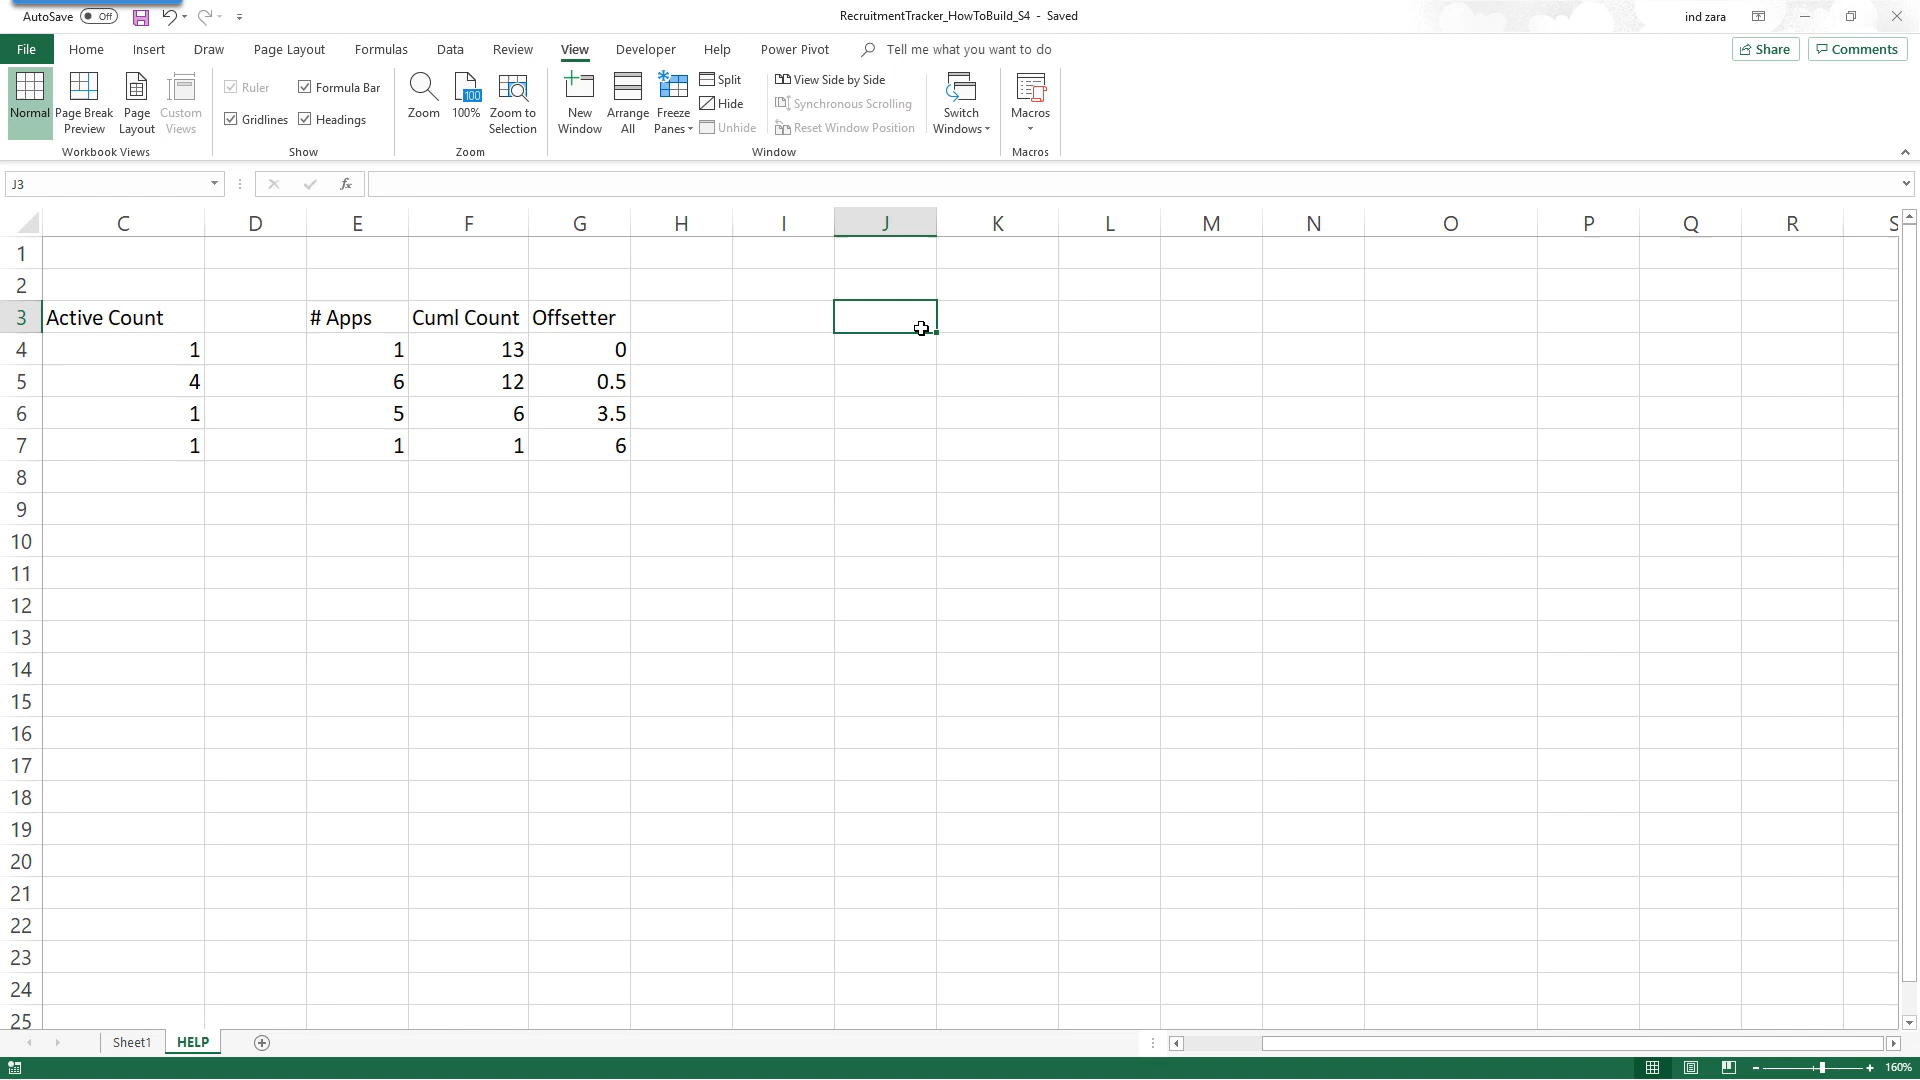 AutoSave Off RecruitmentTracker_HowToBuild_S4 - Saved ind zara
File Home Insert Draw Page Layout Formulas Data Review View Developer Help Power Pivot Tell me what you want to do Share Comments
Normal Page Break Preview Page Layout Custom Views
Workbook Views
Ruler Formula Bar
Gridlines Headings
Show
Zoom 100 100% Zoom to Selection
Zoom
New Window Arrange All Freeze Panes
Split
Hide
Unhide
View Side by Side
Synchronous Scrolling
Reset Window Position
Switch Windows
Window
Macros
Macros
J3 fx
C D E F G H I J K L M N O P Q R S
1
2
3 Active Count # Apps Cuml Count Offsetter
4 1 1 13 0
5 4 6 12 0.5
6 1 5 6 3.5
7 1 1 1 6
8
9
10
11
12
13
14
15
16
17
18
19
20
21
22
23
24
25
Sheet1 HELP
160%